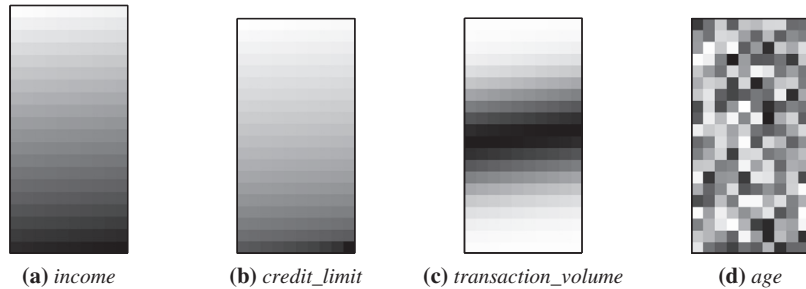 (a) income
(b) credit_limit
(c) transaction_volume
(d) age